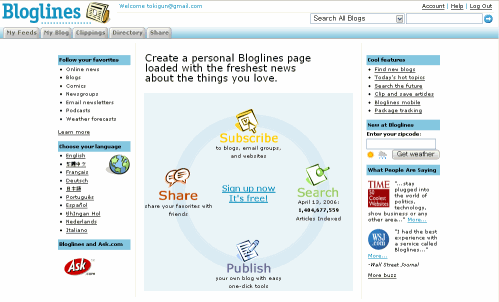 Bloglines
Welcome tokigun@gmail.com
Account | Help | Log Out
Search All Blogs
My Feeds
My Blog
Clippings
Directory
Share
Follow your favorites
Online news
Blogs
Comics
Newsgroups
Email newsletters
Podcasts
Weather forecasts
Learn more
Choose your language
English
Français
Deutsch
日本語
Português
Español
Nederlands
Italiano
Bloglines and Ask.com
Ask
.com
Create a personal Bloglines page
loaded with the freshest news
about the things you love.
Subscribe
to blogs, email groups,
and websites
Share
share your favorites with
friends
Sign up now
It's free!
Search
April 13, 2006:
1,404,677,559
Articles Indexed
Publish
your own blog with easy
one-click tools
Cool features
Find new blogs
Today's hot topics
Search the future
Clip and save articles
Bloglines mobile
Package tracking
New at Bloglines
Enter your zipcode:
Get weather
What People Are Saying
TIME
50
Coolest
Websites
"...stay
plugged into
the world of
politics,
technology,
show business or any
other area..." More...
WSJ
.com
"I had the best
experience with
a service called
Bloglines..."
More...
-Wall Street Journal
More buzz